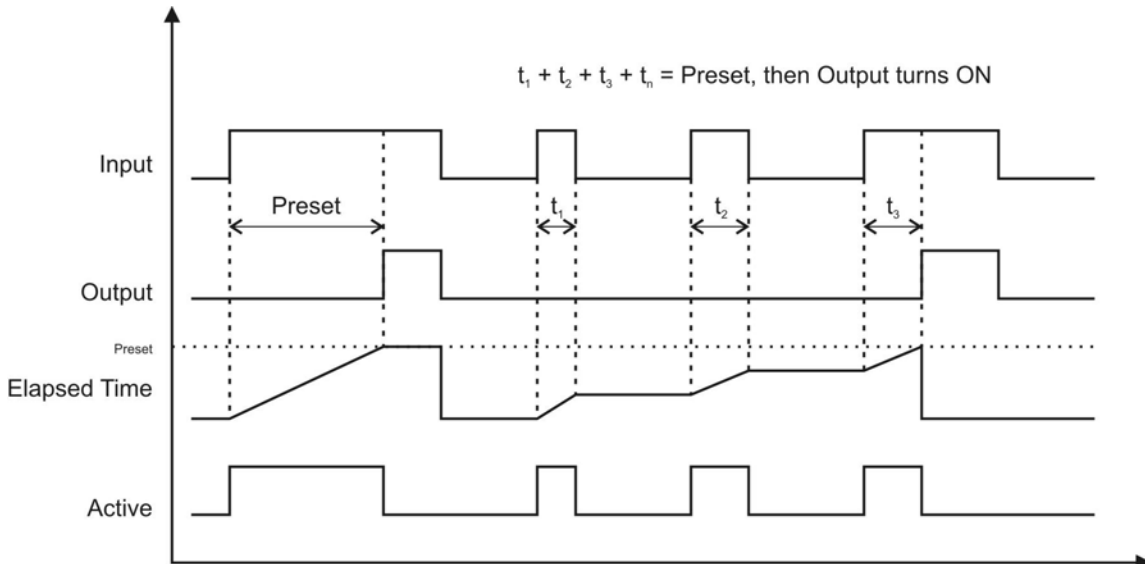 t₁ + t₂ + t₃ + tₙ = Preset, then Output turns ON
Input
Preset
t₁
t₂
t₃
Output
Preset
Elapsed Time
Active